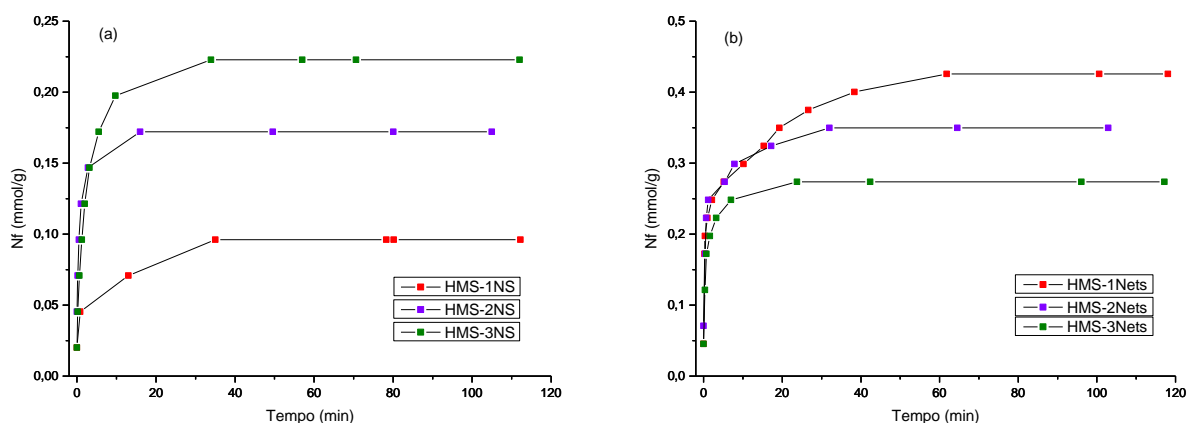 (a)
Nf (mmol/g)
0,25
0,20
0,15
0,10
0,05
0,00
HMS-1NS
HMS-2NS
HMS-3NS
0 20 40 60 80 100 120
Tempo (min)
(b)
Nf (mmol/g)
0,5
0,4
0,3
0,2
0,1
0,0
HMS-1Nets
HMS-2Nets
HMS-3Nets
0 20 40 60 80 100 120
Tempo (min)